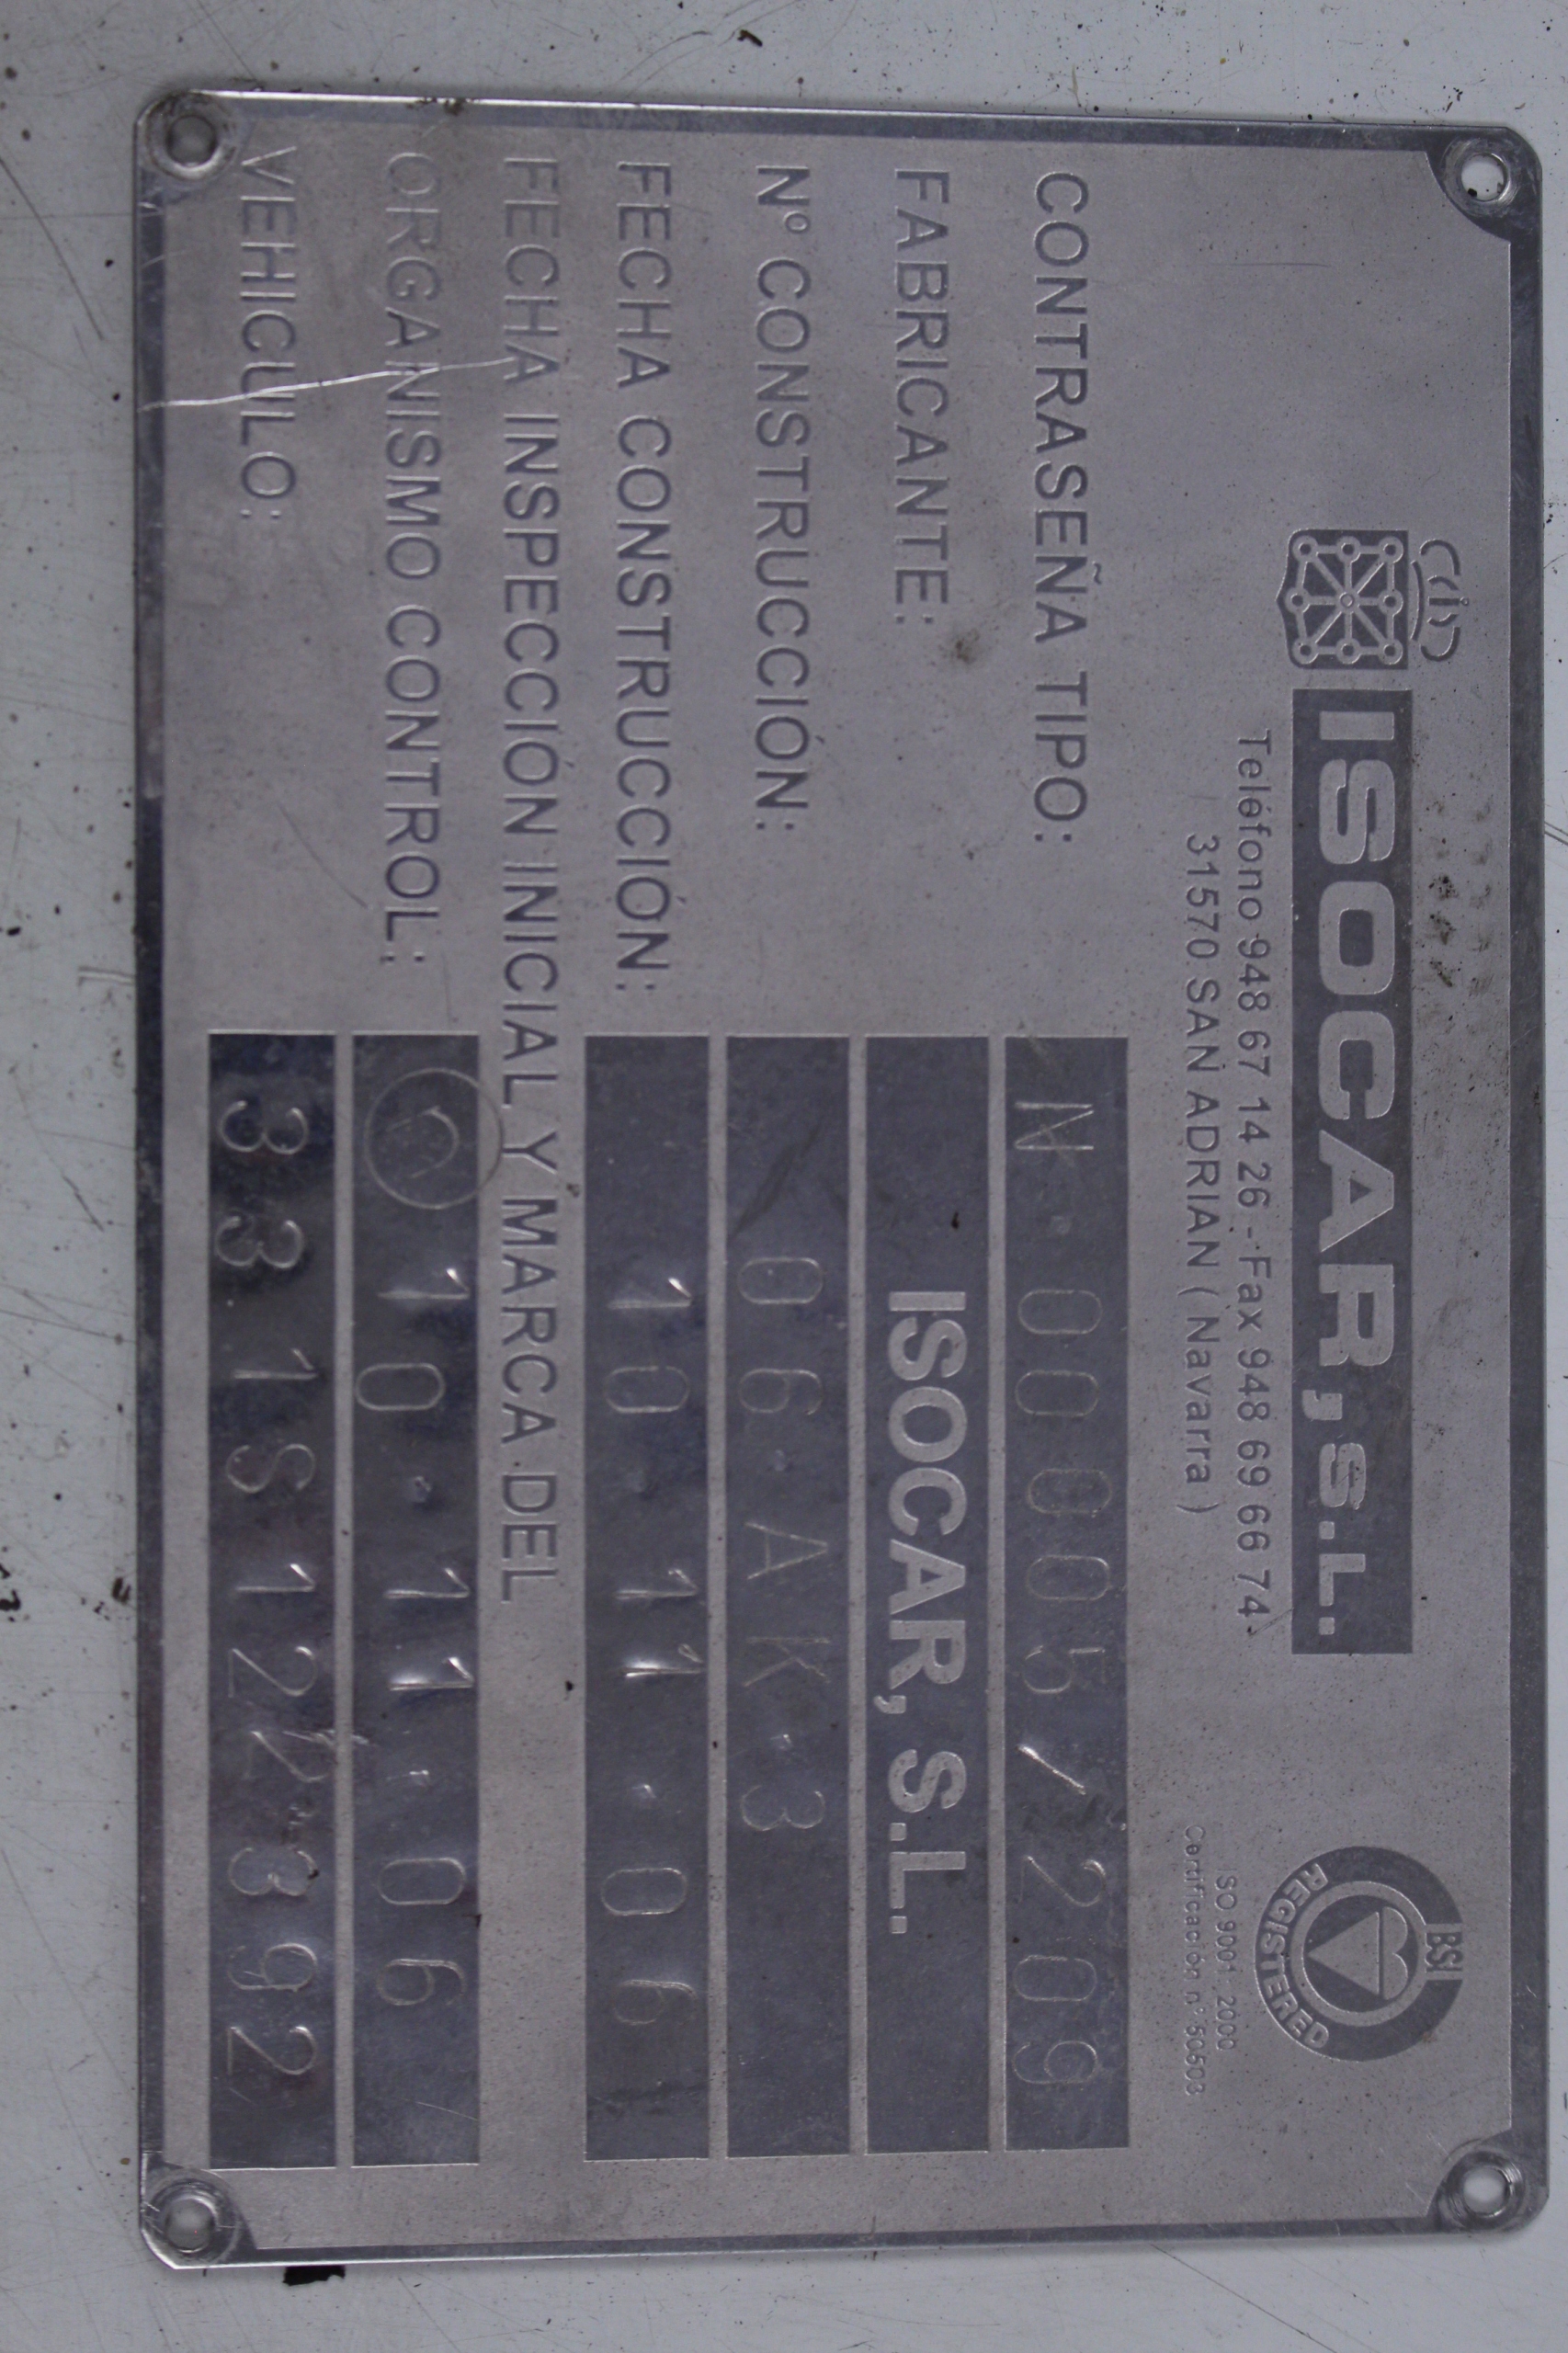 ISOCAR, S.L.
Teléfono 948 67 14 26 - Fax 948 69 66 74
31570 SAN ADRIAN ( Navarra )
BSI
REGISTERED
ISO 9001 : 2000
Certificación nº 50503
CONTRASEÑA TIPO: N.00005/209
FABRICANTE: ISOCAR, S.L.
Nº CONSTRUCCIÓN: 06.AK.3
FECHA CONSTRUCCIÓN: 10.11.06
FECHA INSPECCIÓN INICIAL Y MARCA DEL
ORGANISMO CONTROL: 10.11.06
VEHICULO: 331S122392